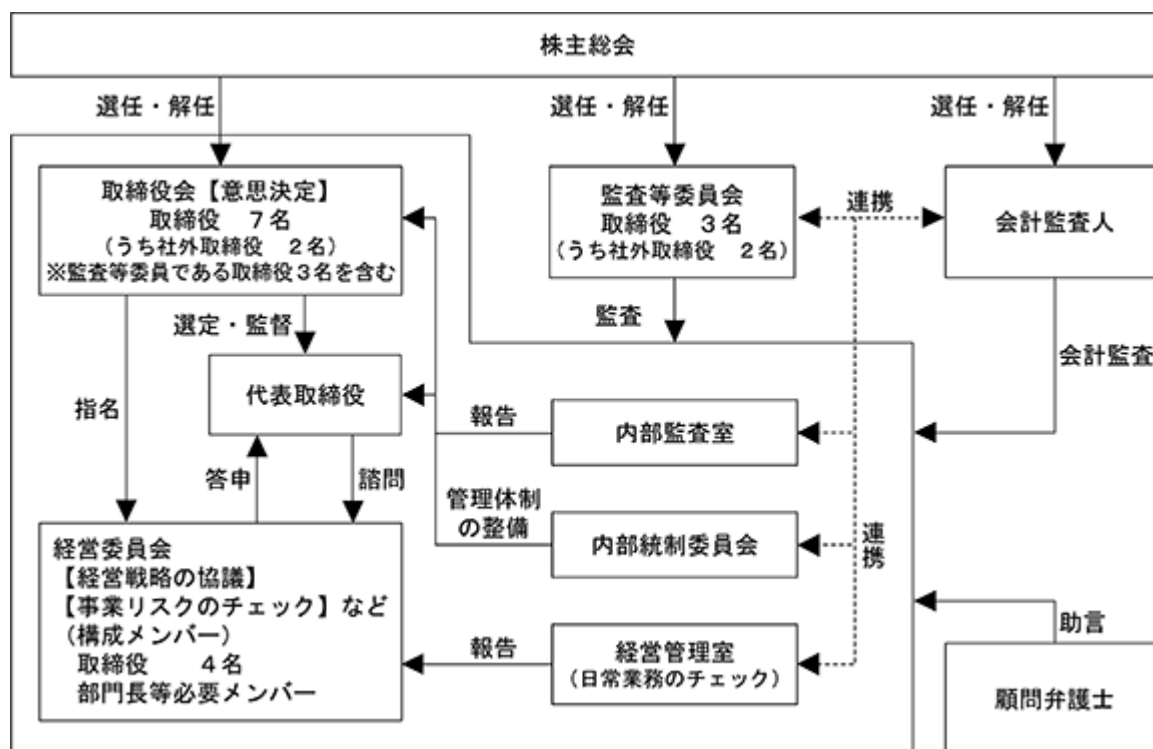 株主総会
選任・解任
選任・解任
選任・解任
取締役会【意思決定】
取締役　７名
（うち社外取締役　２名）
※監査等委員である取締役３名を含む
監査等委員会
取締役　３名
（うち社外取締役　２名）
連携
会計監査人
選定・監督
監査
会計監査
代表取締役
指名
報告
内部監査室
答申
諮問
管理体制
の整備
内部統制委員会
連携
経営委員会
【経営戦略の協議】
【事業リスクのチェック】など
（構成メンバー）
取締役　　４名
部門長等必要メンバー
報告
経営管理室
（日常業務のチェック）
助言
顧問弁護士